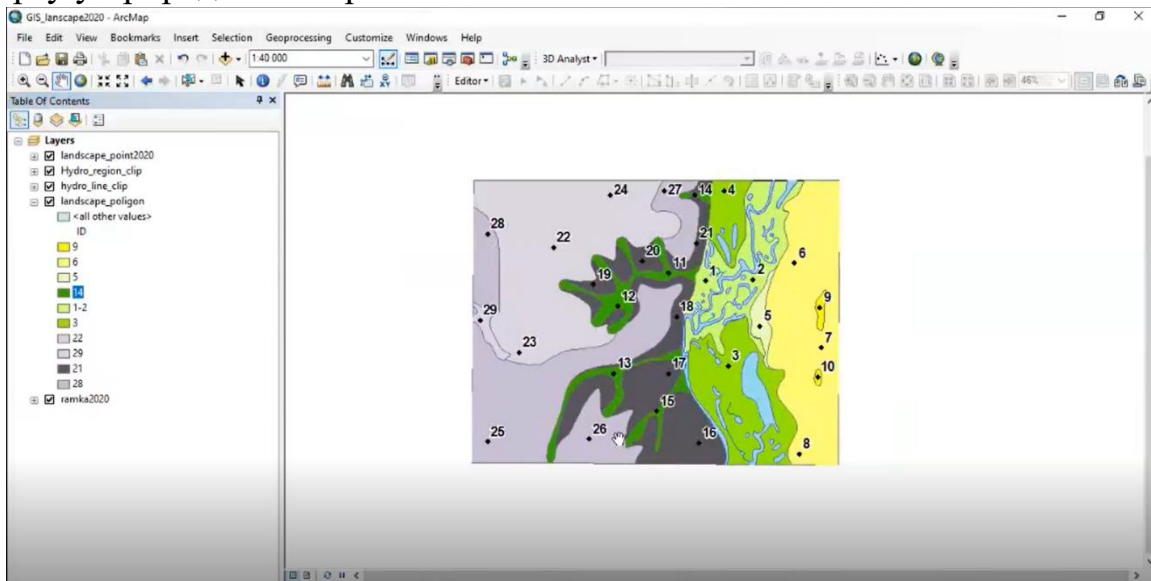 GIS_lanscape2020 - ArcMap
File Edit View Bookmarks Insert Selection Geoprocessing Customize Windows Help
1:40 000
3D Analyst
Editor
46%
Table Of Contents
Layers
landscape_point2020
Hydro_region_clip
hydro_line_clip
landscape_poligon
<all other values>
ID
9
6
5
14
1-2
3
22
29
21
28
ramka2020
24 27 14 4
28
22
21
20
6
11
19
1 2
12
9
29
18
5
23
7
3
13 17
10
15
26
25
16
8